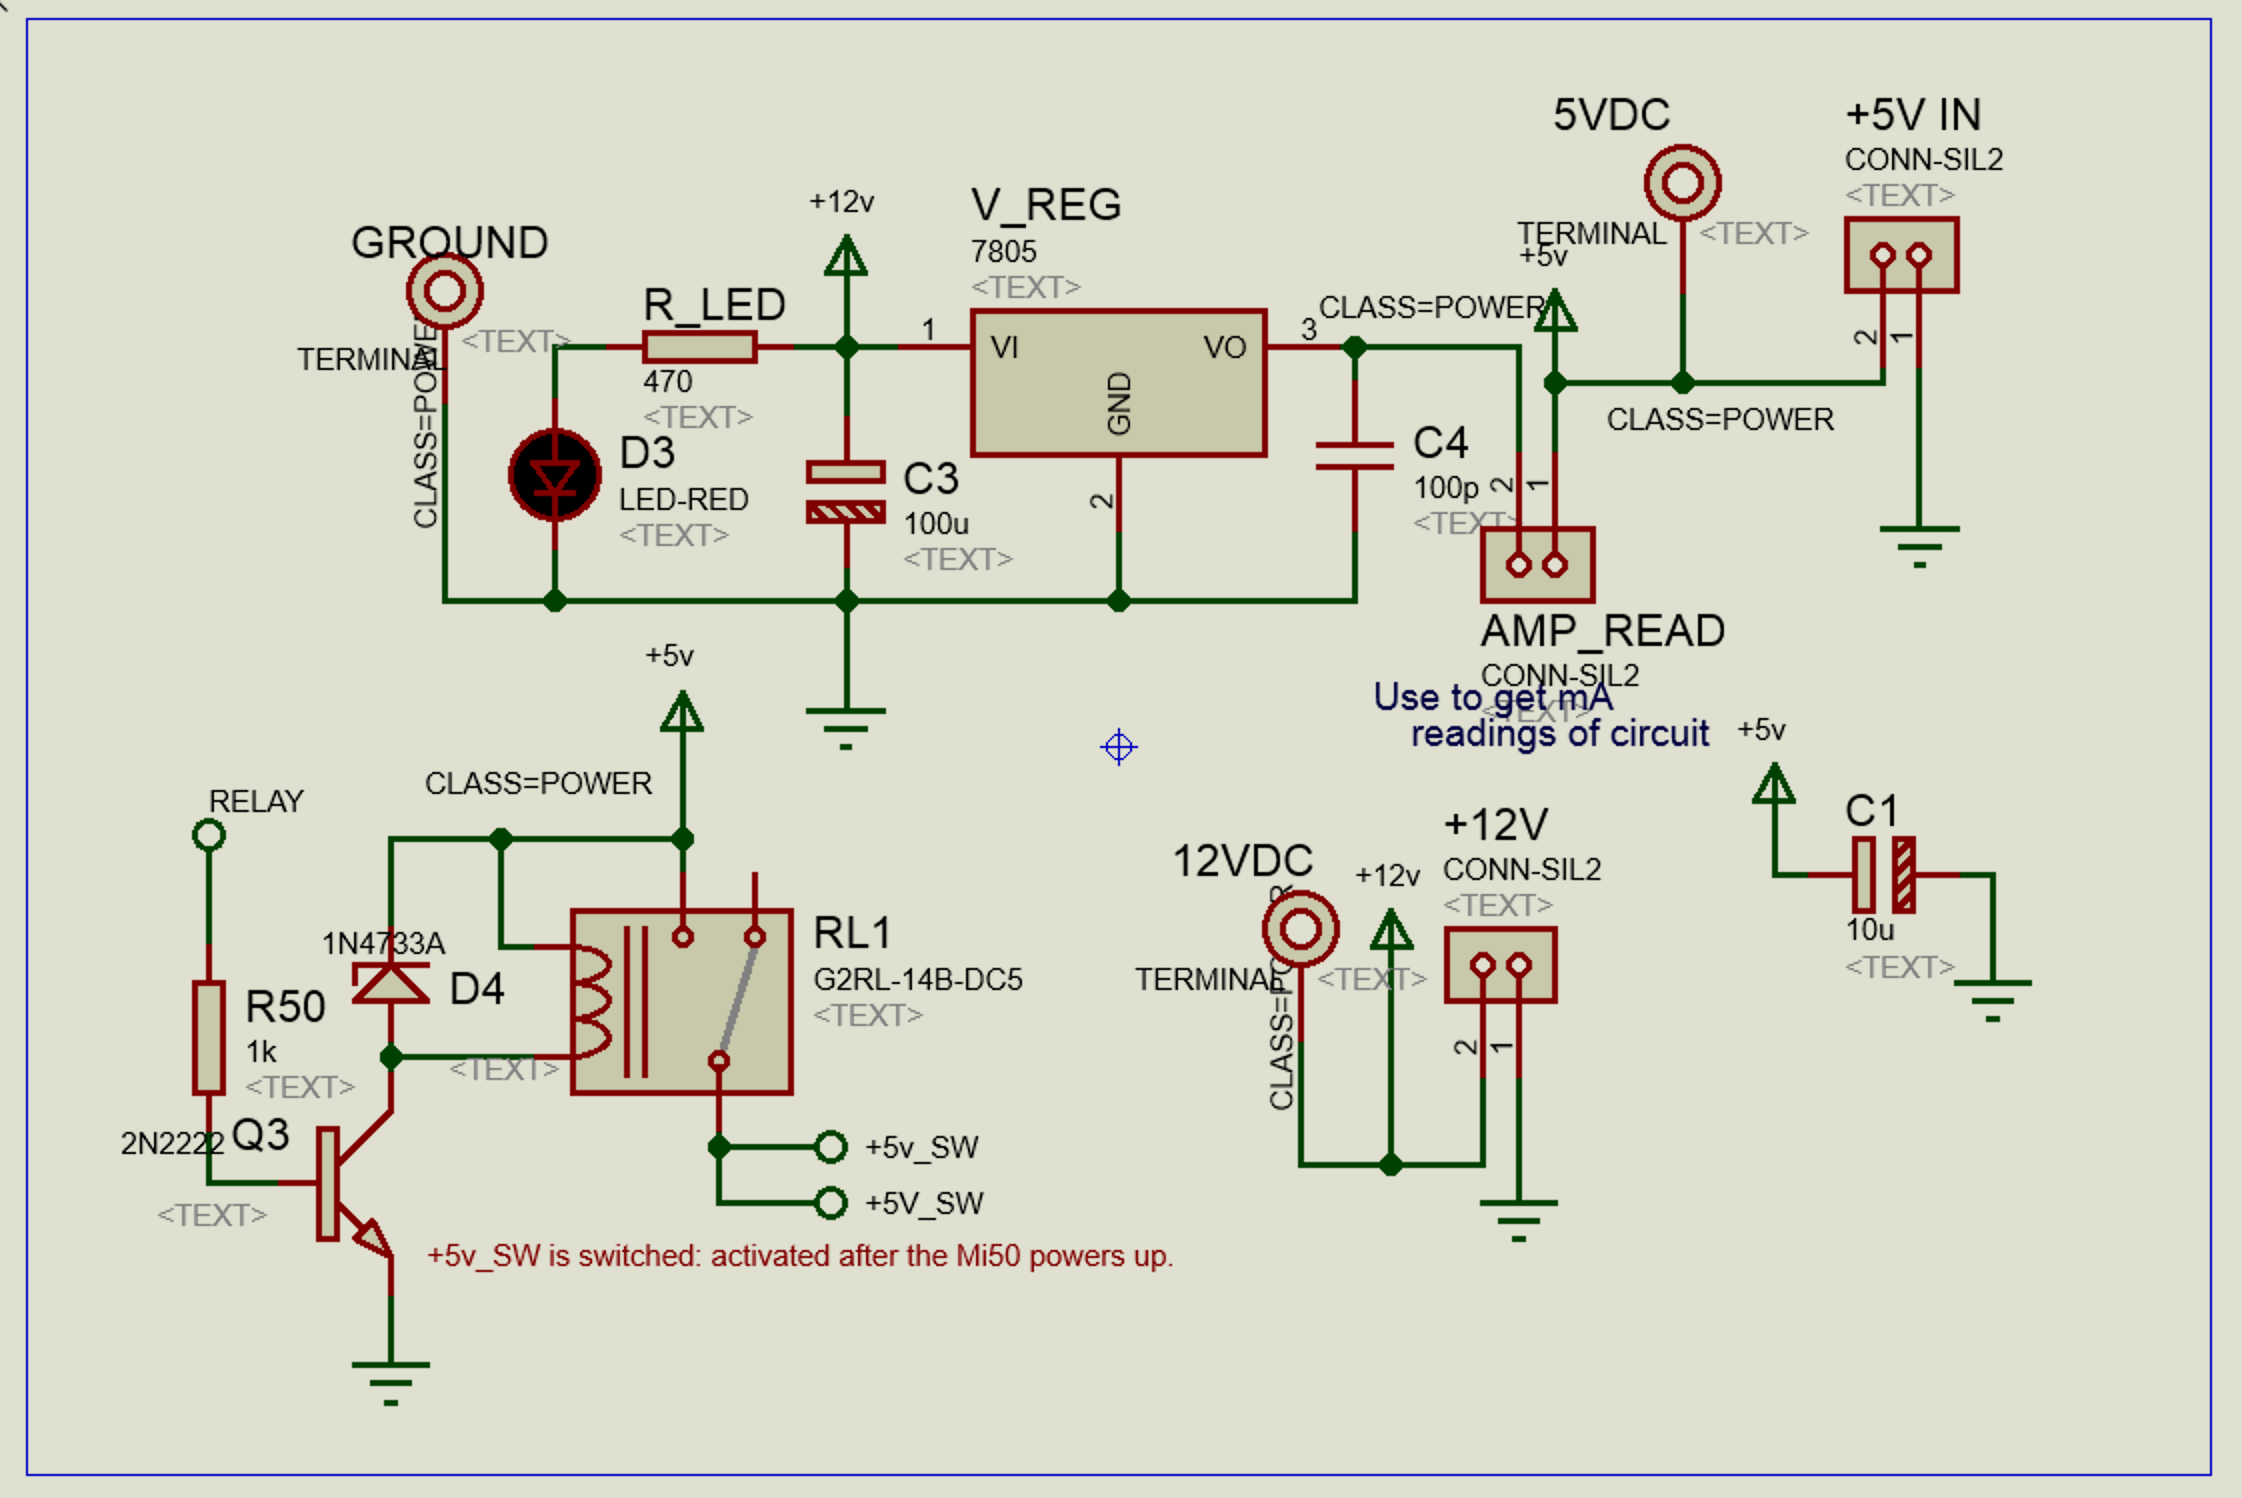 5VDC
+5V IN
CONN-SIL2
<TEXT>
+12v
V_REG
7805
<TEXT>
GROUND
TERMINAL
<TEXT>
+5v
R_LED
CLASS=POWER
TERMINAL
<TEXT>
CLASS=POWER
470
<TEXT>
1
VI
VO
3
GND
2
2
1
CLASS=POWER
D3
LED-RED
<TEXT>
C3
100u
<TEXT>
C4
100p
<TEXT>
2
1
AMP_READ
CONN-SIL2
<TEXT>
Use to get mA
readings of circuit
+5v
+5v
CLASS=POWER
RELAY
C1
10u
<TEXT>
+12V
CONN-SIL2
<TEXT>
12VDC
+12v
TERMINAL
<TEXT>
CLASS=POWER
2
1
1N4733A
D4
<TEXT>
RL1
G2RL-14B-DC5
<TEXT>
R50
1k
<TEXT>
2N2222
Q3
<TEXT>
+5v_SW
+5V_SW
+5v_SW is switched: activated after the Mi50 powers up.